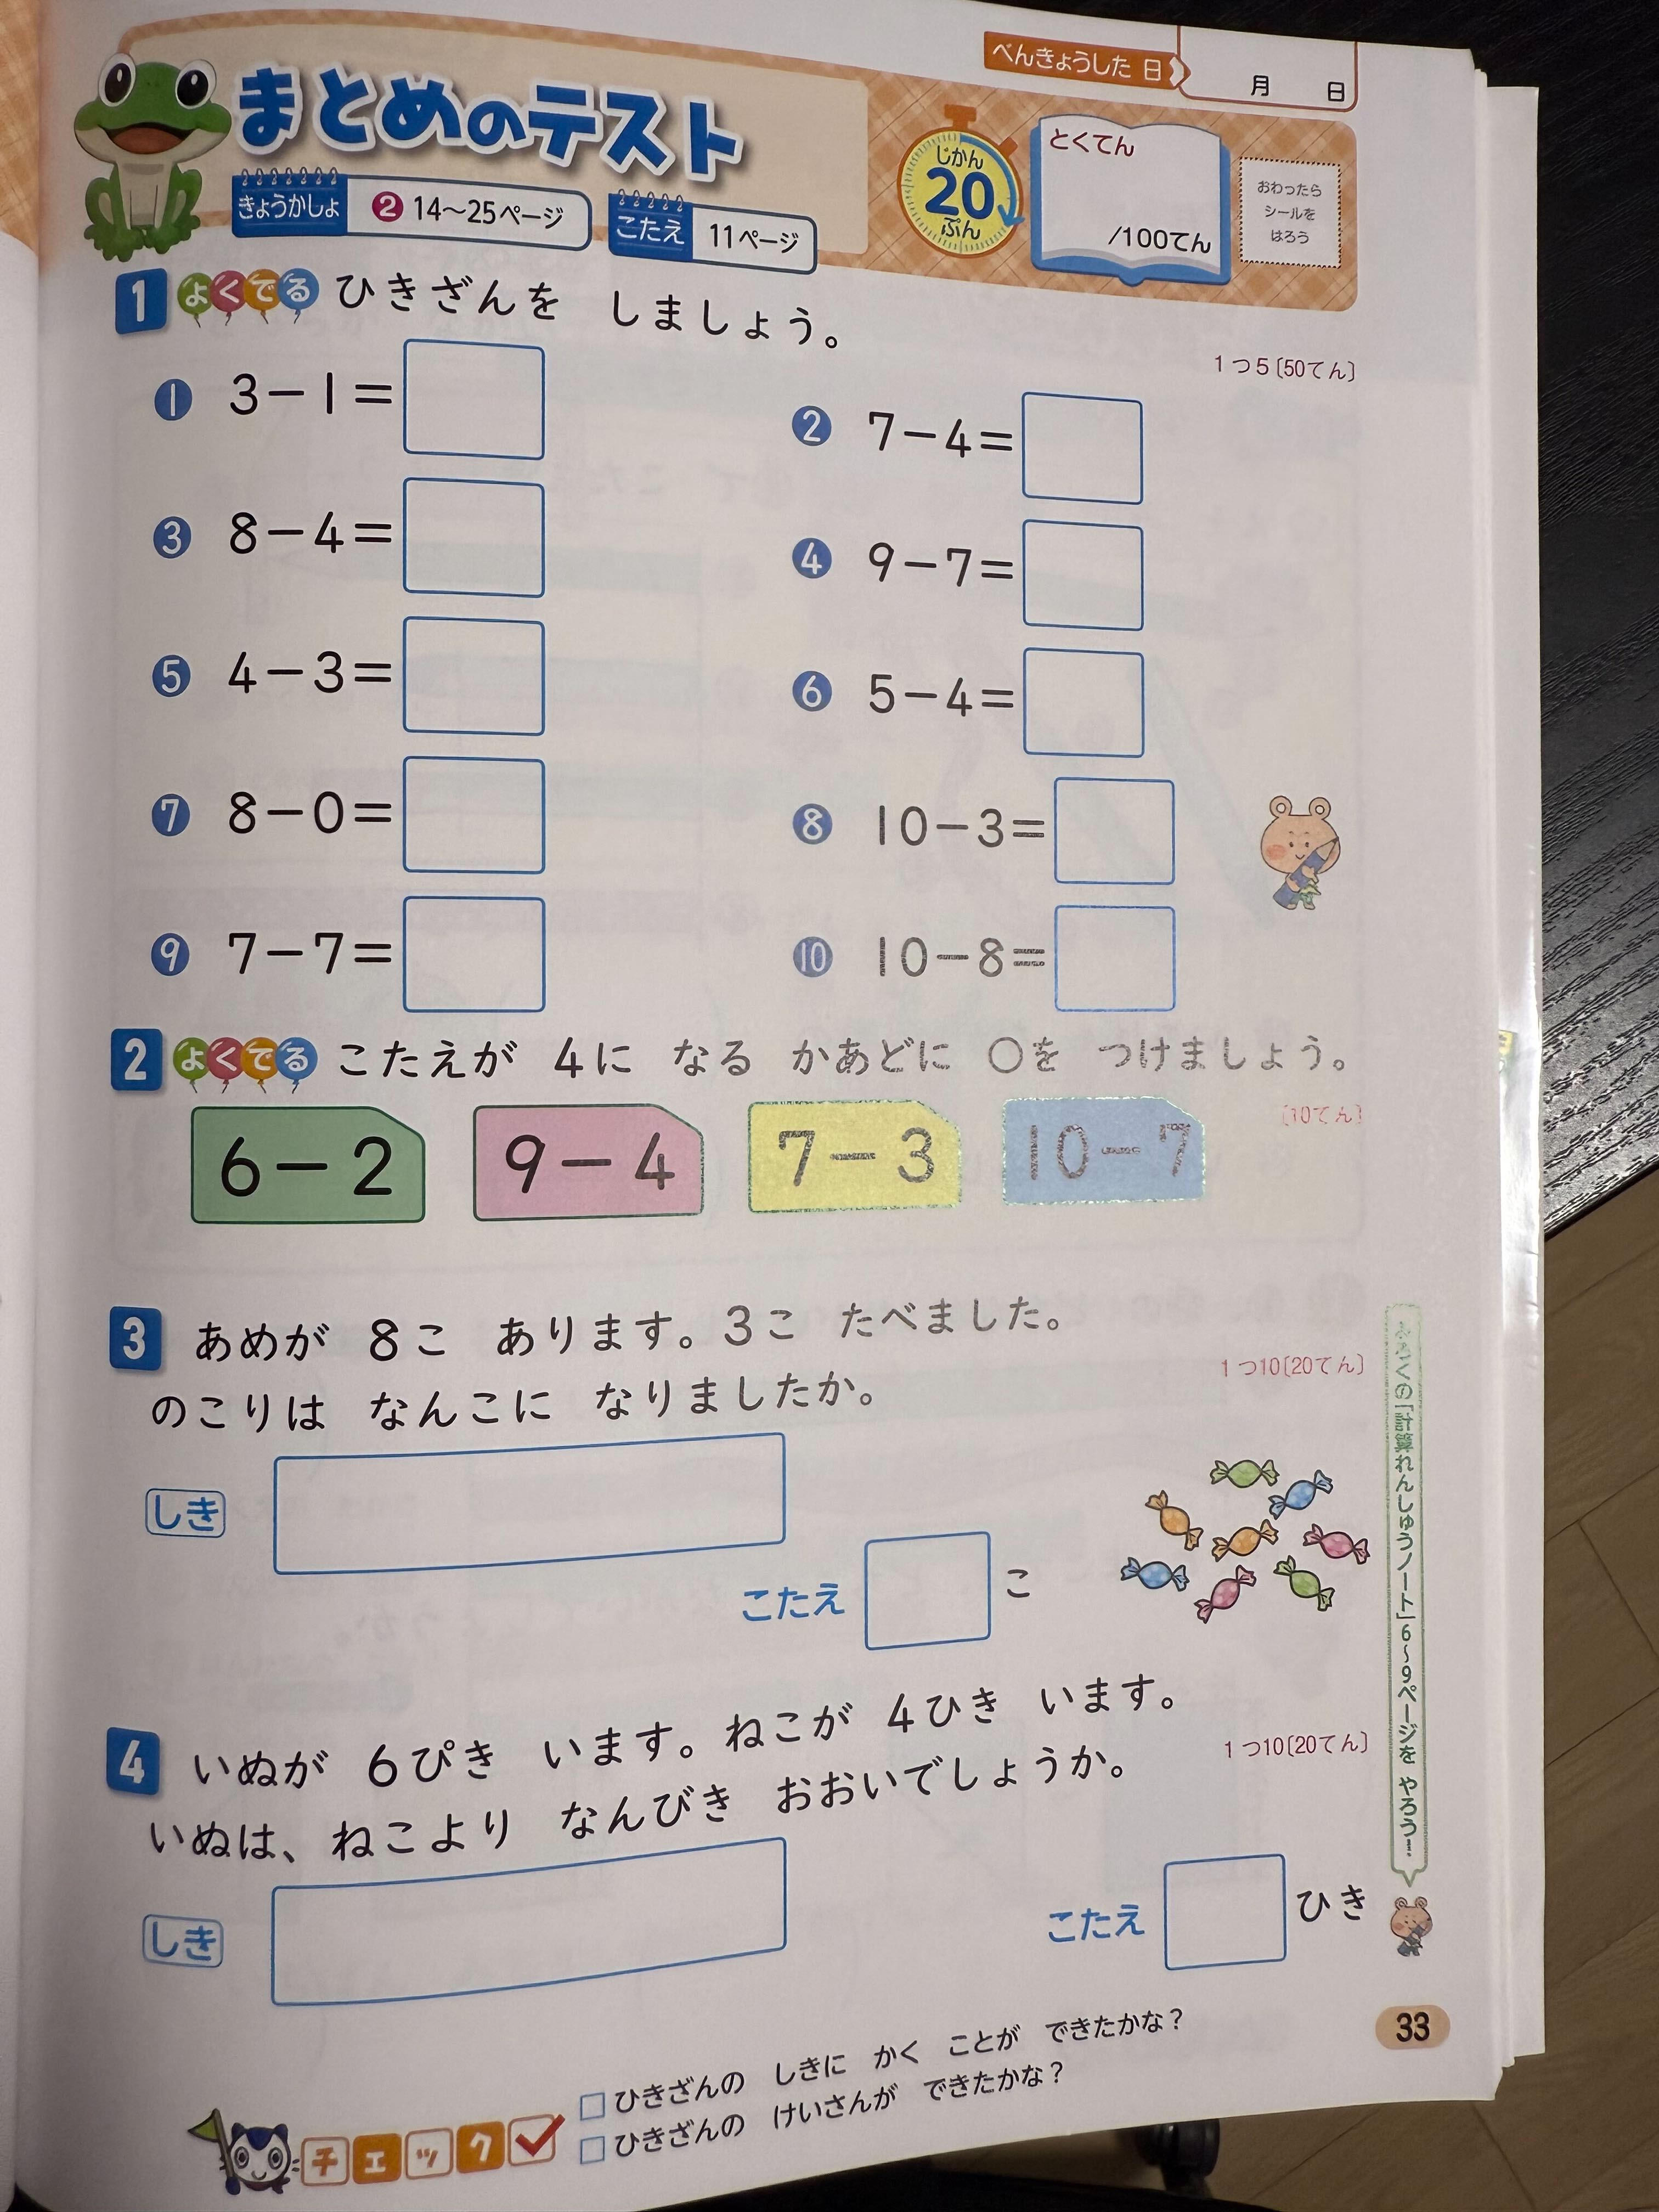 べんきょうした 日
月 日
まとめのテスト
きょうかしょ ❷ 14〜25ページ
こたえ 11ページ
じかん
20
ぷん
とくてん
/100てん
おわったら
シールを
はろう
1 よくでる ひきざんを しましょう。
1つ5〔50てん〕
❶ 3−1=
❷ 7−4=
❸ 8−4=
❹ 9−7=
❺ 4−3=
❻ 5−4=
❼ 8−0=
❽ 10−3=
❾ 7−7=
❿ 10−8=
2 よくでる こたえが 4に なる かあどに ○を つけましょう。
〔10てん〕
6−2 9−4 7−3 10−7
3 あめが 8こ あります。3こ たべました。
のこりは なんこに なりましたか。
1つ10〔20てん〕
しき
こたえ こ
4 いぬが 6ぴき います。ねこが 4ひき います。
いぬは、ねこより なんびき おおいでしょうか。
1つ10〔20てん〕
しき
こたえ ひき
ふろくの「計算れんしゅうノート」6〜9ページを やろう!
33
チェック✓
□ひきざんの しきに かく ことが できたかな?
□ひきざんの けいさんが できたかな?